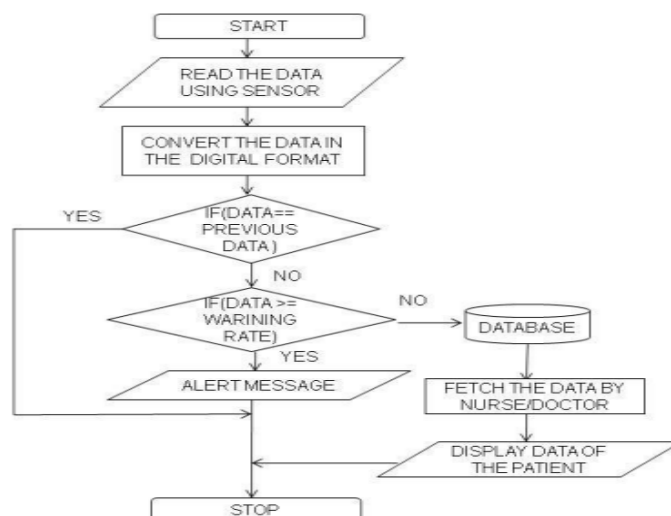 START
READ THE DATA
USING SENSOR
CONVERT THE DATA IN
THE DIGITAL FORMAT
YES
IF(DATA==
PREVIOUS
DATA)
NO
IF(DATA >=
WARINING
RATE)
NO
DATABASE
YES
ALERT MESSAGE
FETCH THE DATA BY
NURSE/DOCTOR
DISPLAY DATA OF
THE PATIENT
STOP